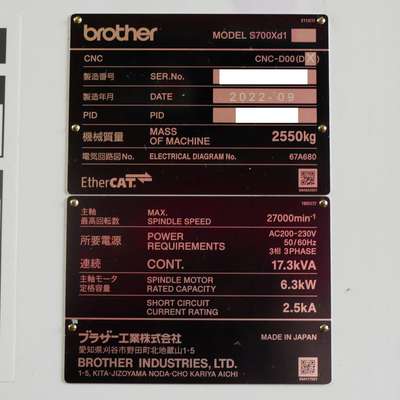 brother
MODEL S700Xd1
CNC CNC-D00(DX)
製造番号 SER.No.
製造年月 DATE 2022-09
PID PID
機械質量 MASS OF MACHINE 2550kg
電気回路図No. ELECTRICAL DIAGRAM No. 67A680
EtherCAT
主軸 最高回転数 MAX. SPINDLE SPEED 27000min⁻¹
所要電源 POWER REQUIREMENTS AC200-230V 50/60Hz 3相 3PHASE
連続 CONT. 17.3kVA
主軸モータ 定格容量 SPINDLE MOTOR RATED CAPACITY 6.3kW
SHORT CIRCUIT CURRENT RATING 2.5kA
ブラザー工業株式会社
愛知県刈谷市野田町北地蔵山1-5
MADE IN JAPAN
BROTHER INDUSTRIES, LTD.
1-5, KITA-JIZOYAMA NODA-CHO KARIYA AICHI